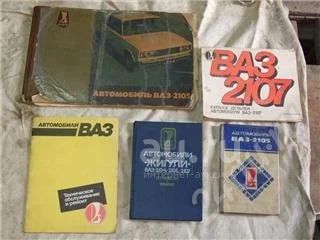 АВТОМОБИЛЬ ВАЗ-2105
ВАЗ
2107
КАТАЛОГ ДЕТАЛЕЙ
АВТОМОБИЛЯ ВАЗ-2107
АВТОМОБИЛИ
ВАЗ
Техническое
обслуживание
и ремонт
АВТОМОБИЛИ
"ЖИГУЛИ"
АВТОМОБИЛЬ
ВАЗ-2105